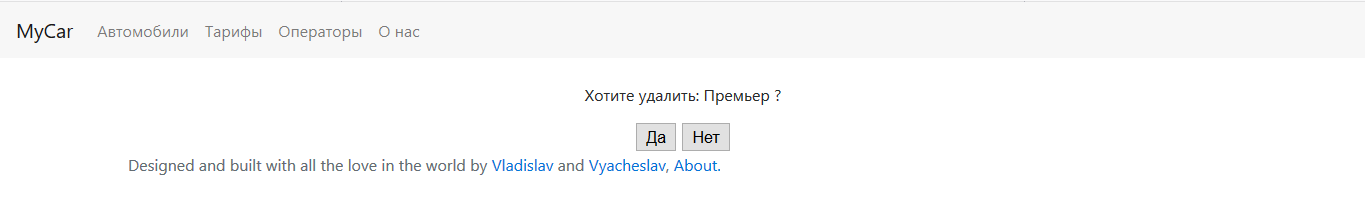 MyCar Автомобили Тарифы Операторы О нас
Хотите удалить: Премьер ?
Да Нет
Designed and built with all the love in the world by Vladislav and Vyacheslav, About.